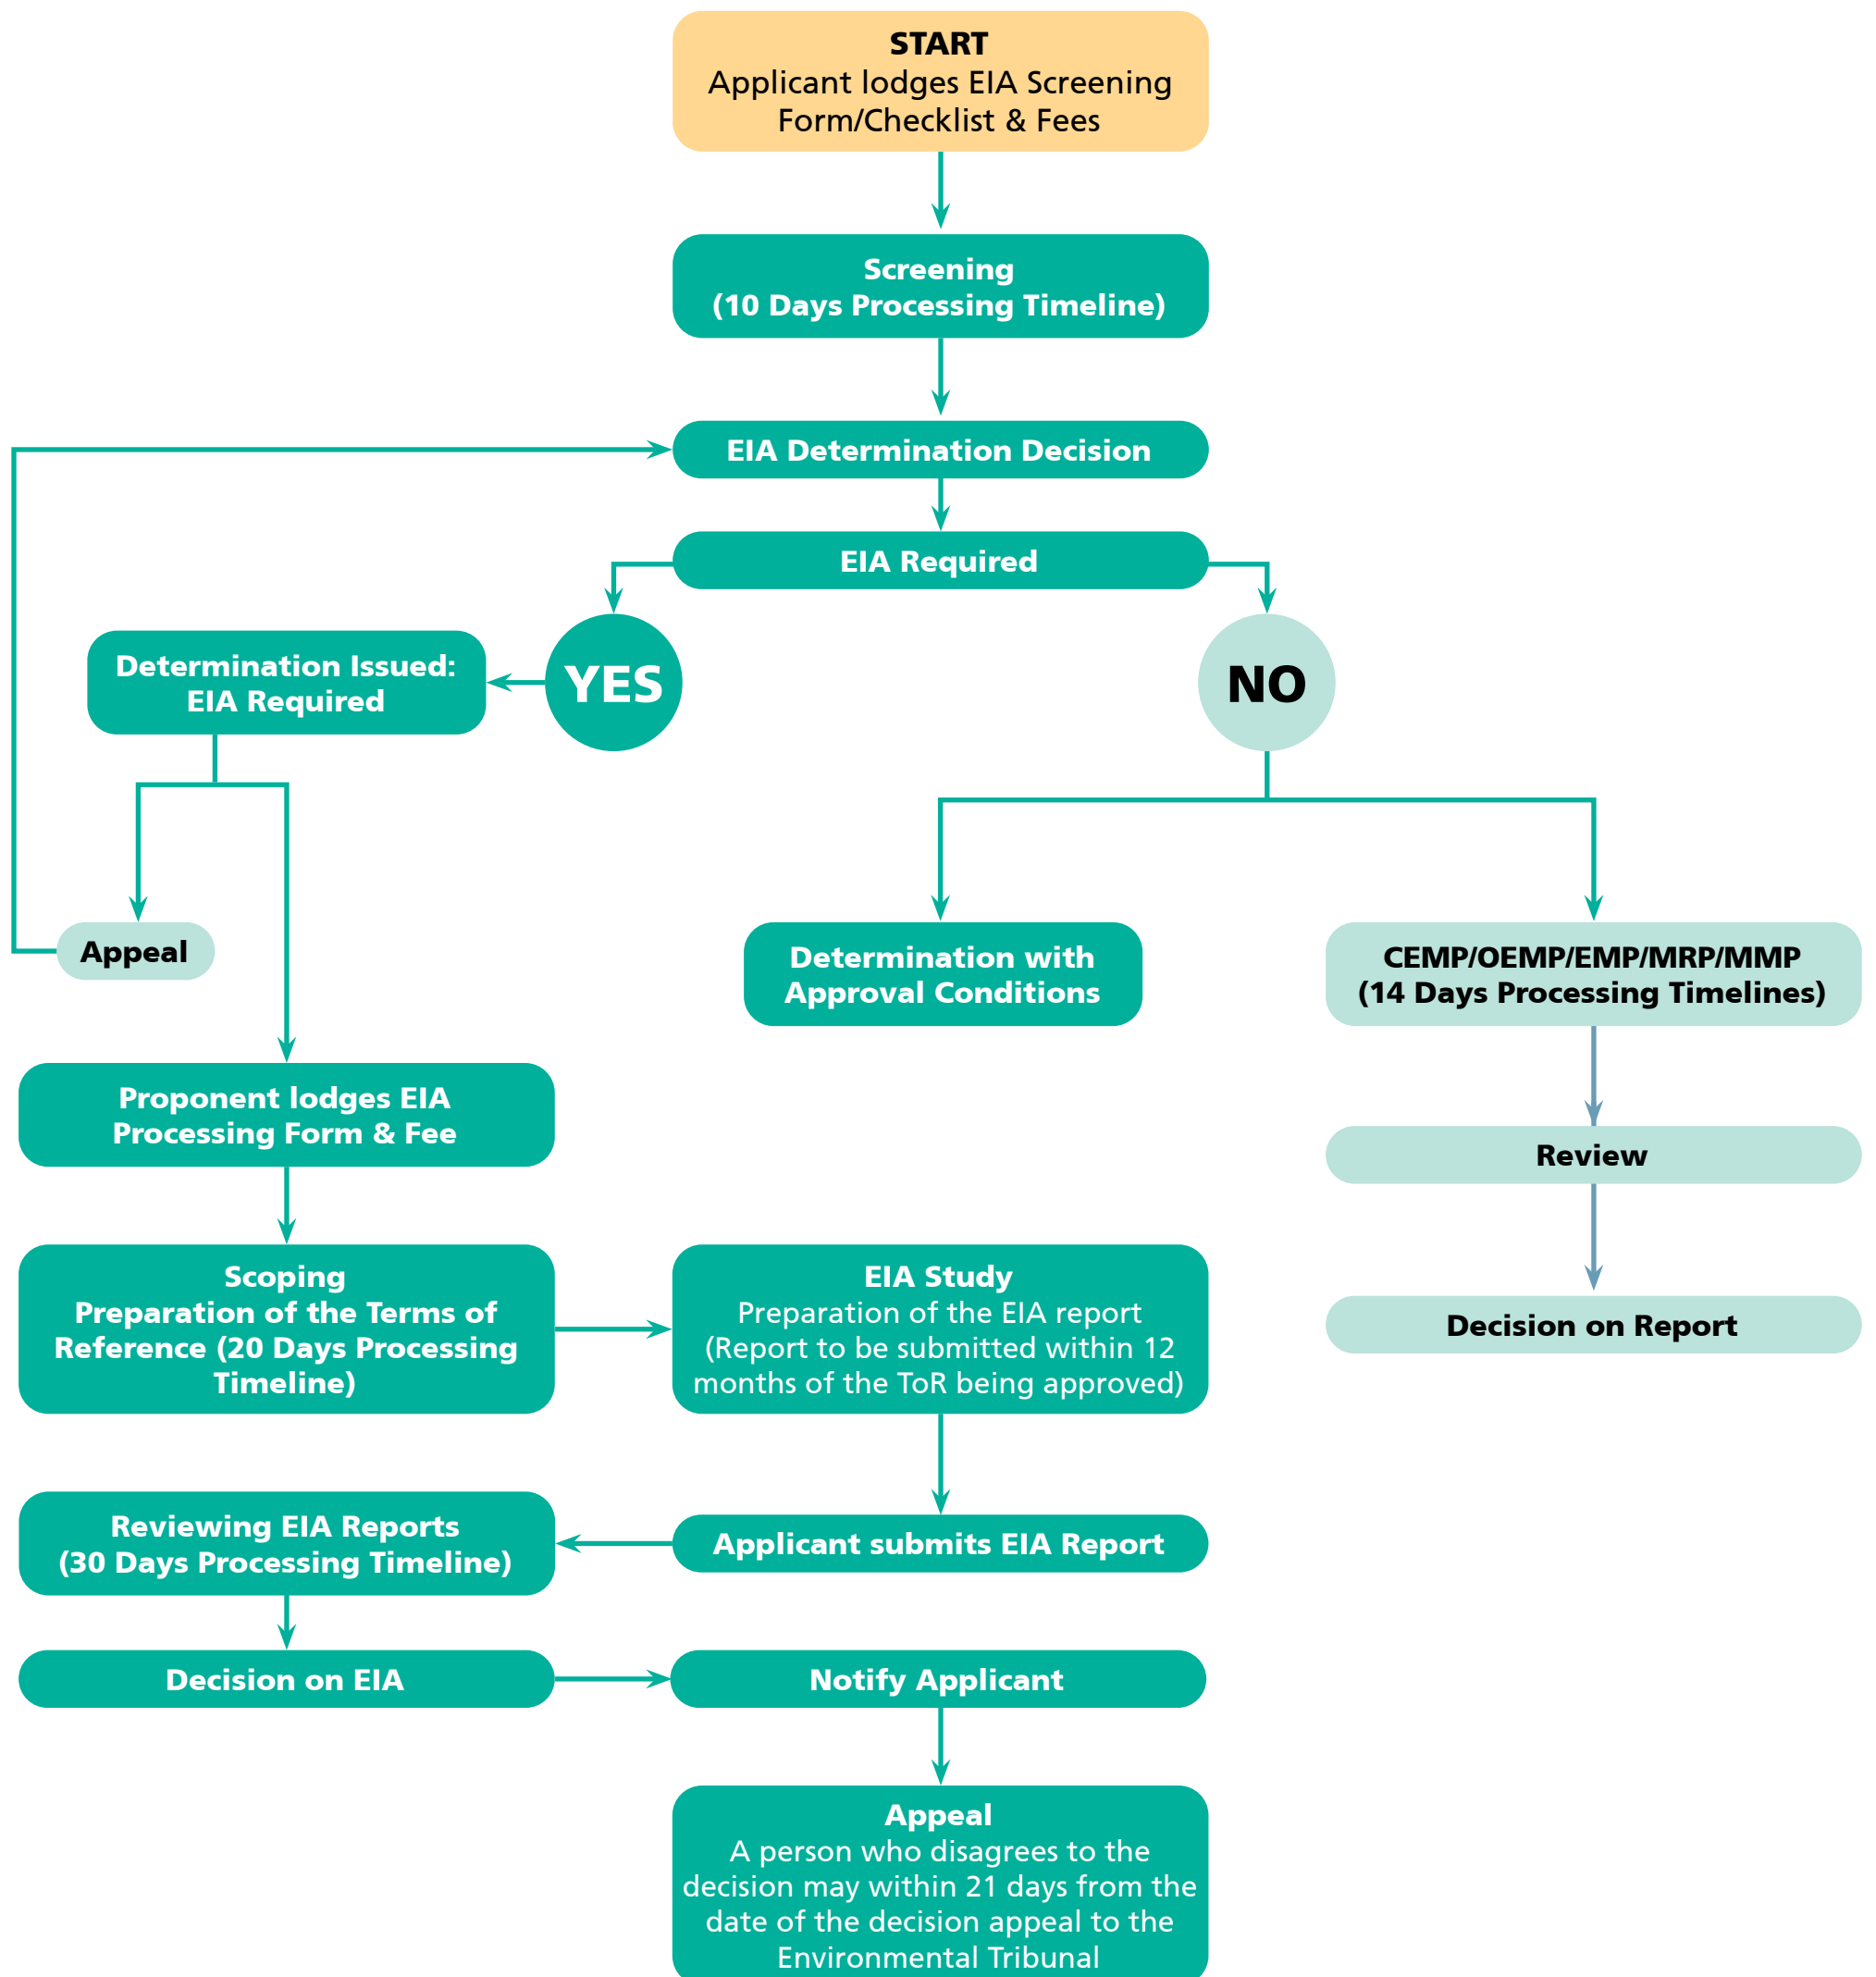 START
Applicant lodges EIA Screening
Form/Checklist & Fees
Screening
(10 Days Processing Timeline)
EIA Determination Decision
EIA Required
YES
NO
Determination Issued:
EIA Required
Appeal
Determination with
Approval Conditions
CEMP/OEMP/EMP/MRP/MMP
(14 Days Processing Timelines)
Proponent lodges EIA
Processing Form & Fee
Review
Scoping
Preparation of the Terms of
Reference (20 Days Processing
Timeline)
EIA Study
Preparation of the EIA report
(Report to be submitted within 12
months of the ToR being approved)
Decision on Report
Reviewing EIA Reports
(30 Days Processing Timeline)
Applicant submits EIA Report
Decision on EIA
Notify Applicant
Appeal
A person who disagrees to the
decision may within 21 days from the
date of the decision appeal to the
Environmental Tribunal